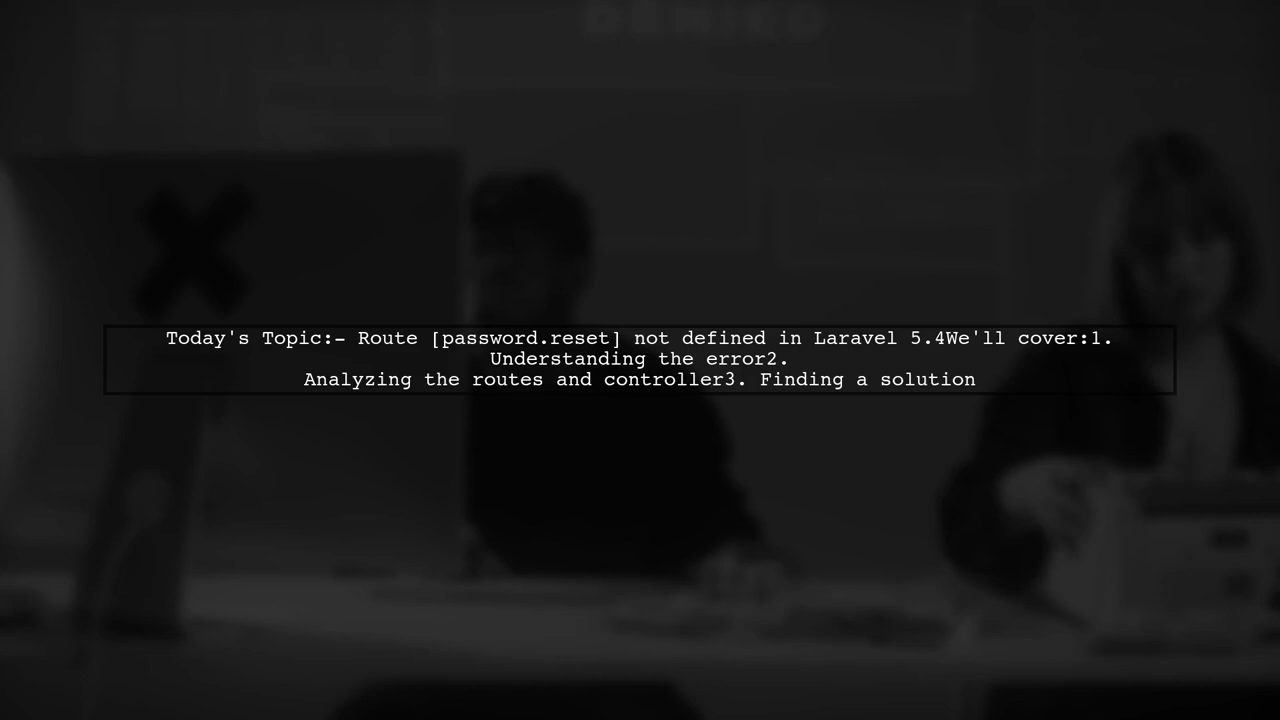 DENIED
Today's Topic:- Route [password.reset] not defined in Laravel 5.4We'll cover:1.
Understanding the error2.
Analyzing the routes and controller3. Finding a solution